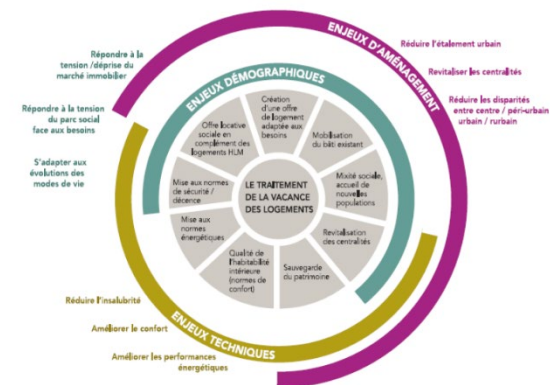 Répondre à la
tension /déprise du
marché immobilier
Répondre à la tension
du parc social
face aux besoins
S'adapter aux
évolutions des
modes de vie
ENJEUX D'AMÉNAGEMENT
Réduire l'étalement urbain
Revitaliser les centralités
Réduire les disparités
entre centre / péri-urbain
urbain / rurbain
ENJEUX DÉMOGRAPHIQUES
Création
d'une offre
de logement
adaptée aux
besoins
Mobilisation
du bâti existant
Mixité sociale,
accueil de
nouvelles
populations
Revitalisation
des centralités
Sauvegarde
du patrimoine
Qualité de
l'habitabilité
intérieure
(normes de
confort)
Mise aux
normes
énergétiques
Mise aux normes
de sécurité /
décence
Offre locative
sociale en
complément des
logements HLM
LE TRAITEMENT
DE LA VACANCE
DES LOGEMENTS
ENJEUX TECHNIQUES
Réduire l'insalubrité
Améliorer le confort
Améliorer les performances
énergétiques